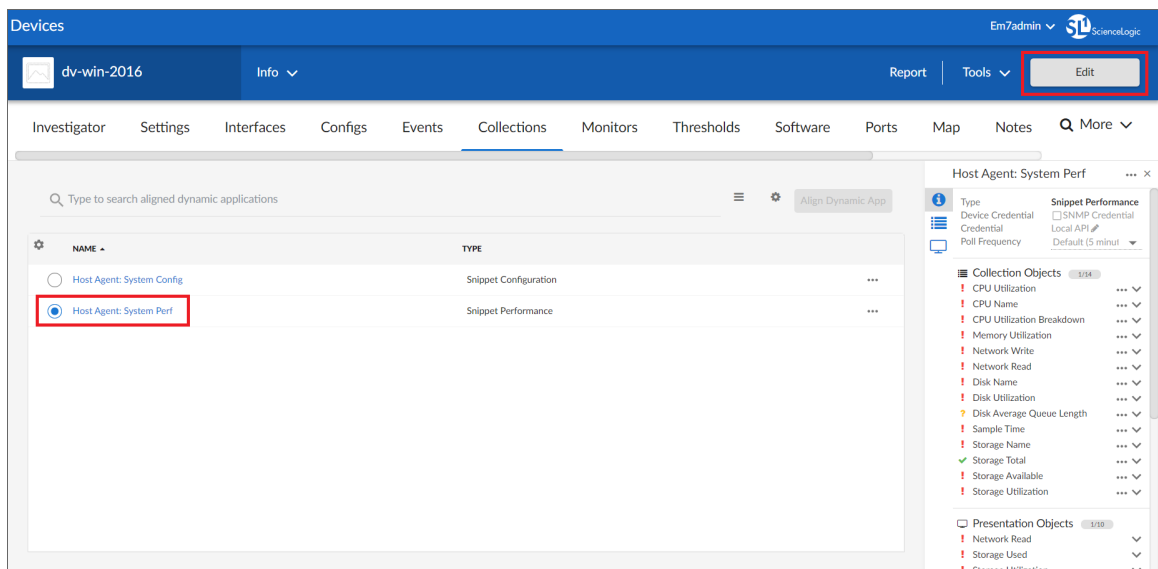 Devices
Em7admin
SL1 ScienceLogic
dv-win-2016
Info
Report
Tools
Edit
Investigator Settings Interfaces Configs Events Collections Monitors Thresholds Software Ports Map Notes More
Type to search aligned dynamic applications
Align Dynamic App
NAME TYPE
Host Agent: System Config Snippet Configuration
Host Agent: System Perf Snippet Performance
Host Agent: System Perf
Type Snippet Performance
Device Credential SNMP Credential
Credential Local API
Poll Frequency Default (5 minut
Collection Objects 1/14
! CPU Utilization
! CPU Name
! CPU Utilization Breakdown
! Memory Utilization
! Network Write
! Network Read
! Disk Name
! Disk Utilization
? Disk Average Queue Length
! Sample Time
! Storage Name
Storage Total
! Storage Available
! Storage Utilization
Presentation Objects 1/10
! Network Read
! Storage Used
! Storage Utilization